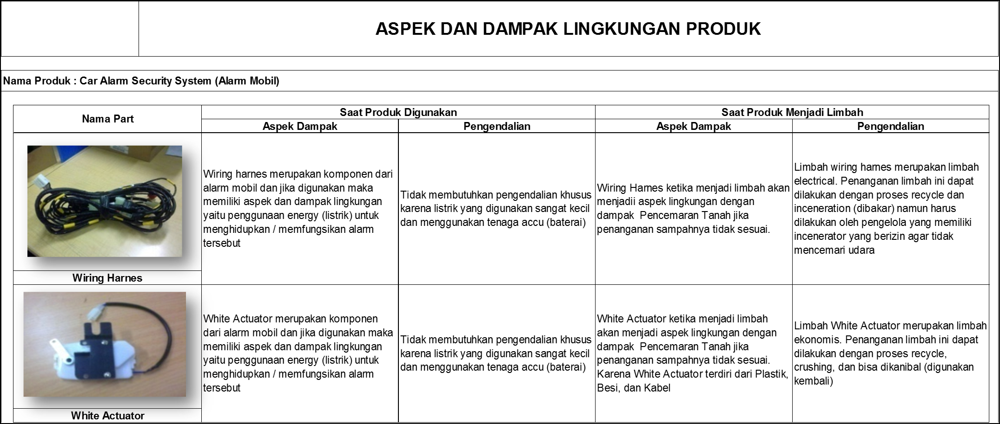 ASPEK DAN DAMPAK LINGKUNGAN PRODUK
Nama Produk : Car Alarm Security System (Alarm Mobil)
Nama Part
Saat Produk Digunakan
Saat Produk Menjadi Limbah
Aspek Dampak
Pengendalian
Aspek Dampak
Pengendalian
Wiring harnes merupakan komponen dari
alarm mobil dan jika digunakan maka
memiliki aspek dan dampak lingkungan
yaitu penggunaan energy (listrik) untuk
menghidupkan / memfungsikan alarm
tersebut
Tidak membutuhkan pengendalian khusus
karena listrik yang digunakan sangat kecil
dan menggunakan tenaga accu (baterai)
Wiring Harnes ketika menjadi limbah akan
menjadii aspek lingkungan dengan
dampak  Pencemaran Tanah jika
penanganan sampahnya tidak sesuai.
Limbah wiring harnes merupakan limbah
electrical. Penanganan limbah ini dapat
dilakukan dengan proses recycle dan
inceneration (dibakar) namun harus
dilakukan oleh pengelola yang memiliki
incenerator yang berizin agar tidak
mencemari udara
Wiring Harnes
White Actuator merupakan komponen
dari alarm mobil dan jika digunakan maka
memiliki aspek dan dampak lingkungan
yaitu penggunaan energy (listrik) untuk
menghidupkan / memfungsikan alarm
tersebut
Tidak membutuhkan pengendalian khusus
karena listrik yang digunakan sangat kecil
dan menggunakan tenaga accu (baterai)
White Actuator ketika menjadi limbah
akan menjadi aspek lingkungan dengan
dampak  Pencemaran Tanah jika
penanganan sampahnya tidak sesuai.
Karena White Actuator terdiri dari Plastik,
Besi, dan Kabel
Limbah White Actuator merupakan limbah
ekonomis. Penanganan limbah ini dapat
dilakukan dengan proses recycle,
crushing, dan bisa dikanibal (digunakan
kembali)
White Actuator